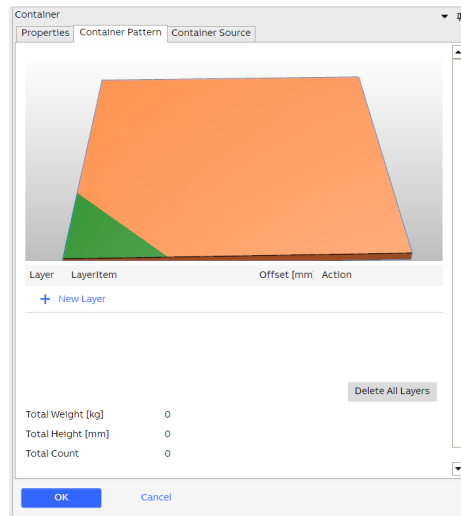 Container
Properties Container Pattern Container Source
Layer LayerItem Offset [mm] Action
+ New Layer
Delete All Layers
Total Weight [kg] 0
Total Height [mm] 0
Total Count 0
OK Cancel